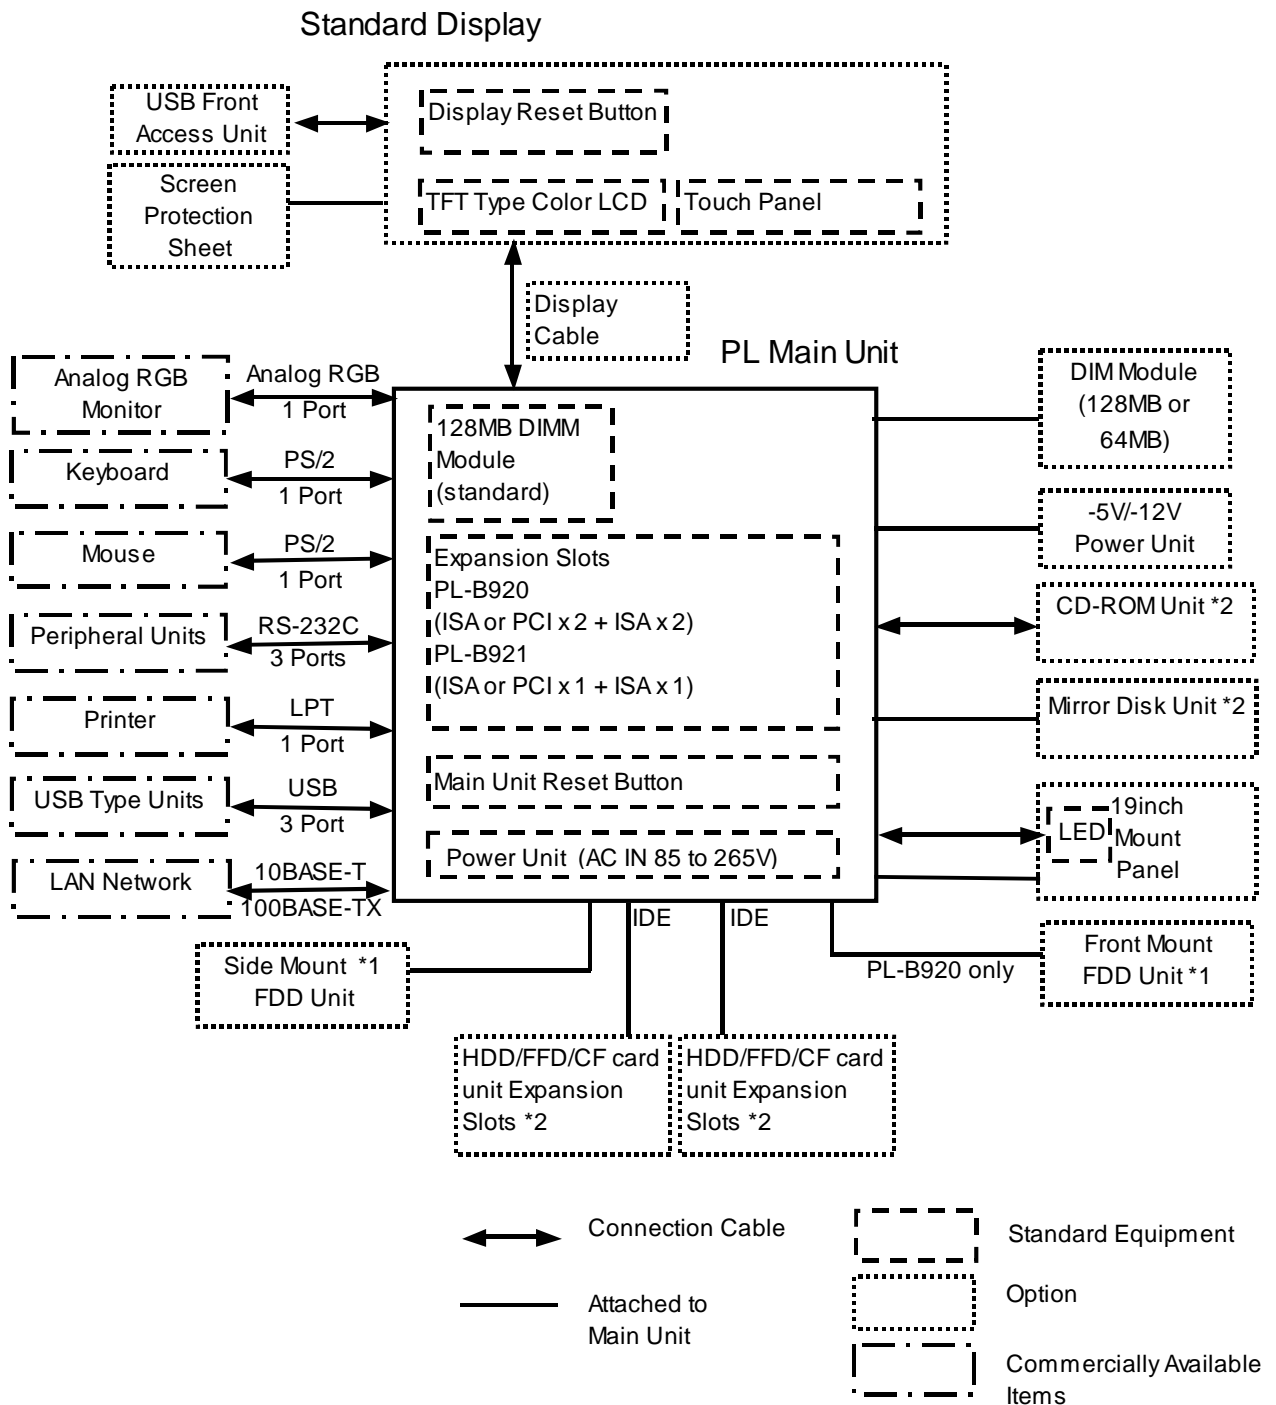 Standard Display
USB Front
Access Unit
Display Reset Button
Screen
Protection
Sheet
TFT Type Color LCD
Touch Panel
Display
Cable
PL Main Unit
Analog RGB
Monitor
Analog RGB
1 Port
Keyboard
PS/2
1 Port
Mouse
PS/2
1 Port
Peripheral Units
RS-232C
3 Ports
Printer
LPT
1 Port
USB Type Units
USB
3 Port
LAN Network
10BASE-T
100BASE-TX
128MB DIMM
Module
(standard)
Expansion Slots
PL-B920
(ISA or PCI x 2 + ISA x 2)
PL-B921
(ISA or PCI x 1 + ISA x 1)
Main Unit Reset Button
Power Unit (AC IN 85 to 265V)
DIM Module
(128MB or
64MB)
-5V/-12V
Power Unit
CD-ROM Unit *2
Mirror Disk Unit *2
19inch
LED
Mount
Panel
IDE
IDE
Side Mount *1
FDD Unit
PL-B920 only
Front Mount
FDD Unit *1
HDD/FFD/CF card
unit Expansion
Slots *2
HDD/FFD/CF card
unit Expansion
Slots *2
Connection Cable
Attached to
Main Unit
Standard Equipment
Option
Commercially Available
Items